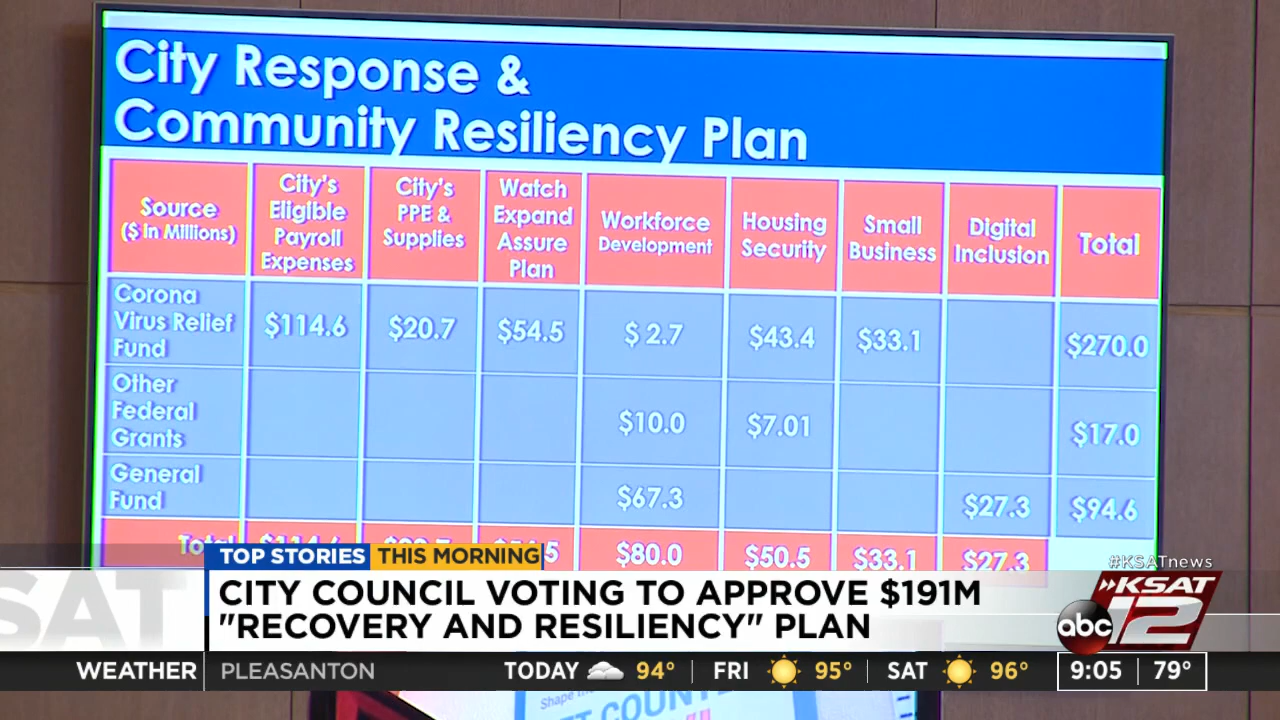 City Response &
Community Resiliency Plan
Source
($ in Millions)
City's
Eligible
Payroll
Expenses
City's
PPE &
Supplies
Watch
Expand
Assure
Plan
Workforce
Development
Housing
Security
Small
Business
Digital
Inclusion
Total
Corona
Virus Relief
Fund
$114.6
$20.7
$54.5
$ 2.7
$43.4
$33.1
$270.0
Other
Federal
Grants
$10.0
$7.01
$17.0
General
Fund
$67.3
$27.3
$94.6
Total
$80.0
$50.5
$33.1
$27.3
TOP STORIES THIS MORNING
#KSATnews
CITY COUNCIL VOTING TO APPROVE $191M
"RECOVERY AND RESILIENCY" PLAN
SAT
abc
KSAT
12
WEATHER PLEASANTON TODAY 94° FRI 95° SAT 96° 9:05 79°
Shape